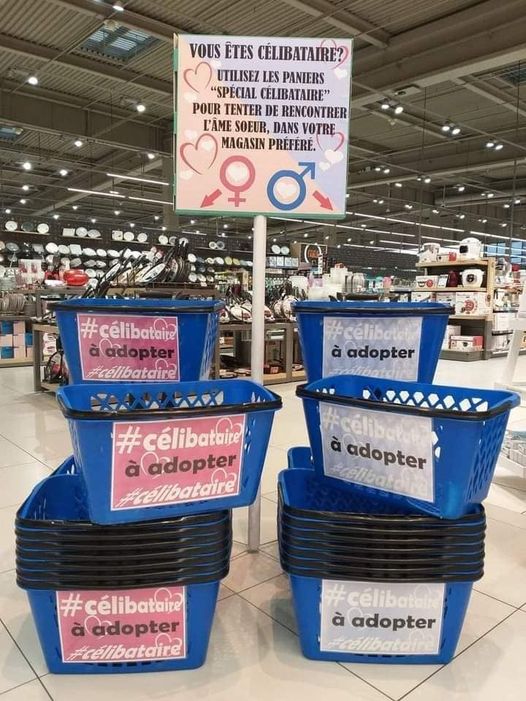 VOUS ÊTES CÉLIBATAIRE?
UTILISEZ LES PANIERS
“SPÉCIAL CÉLIBATAIRE”
POUR TENTER DE RENCONTRER
L'ÂME SOEUR, DANS VOTRE
MAGASIN PRÉFÉRÉ.
#célibataire
à adopter
#célibataire
#célibataire
à adopter
#célibataire
#célibataire
à adopter
#célibataire
#célibataire
à adopter
#célibataire
#célibataire
à adopter
#célibataire
#célibataire
à adopter
#célibataire